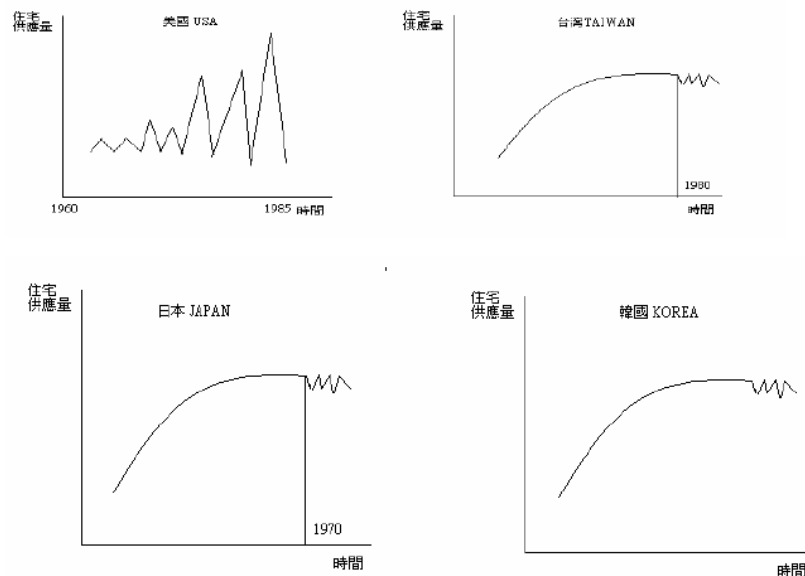 住宅
供應量
美國 USA
1960
1985 時間
住宅
供應量
台灣TAIWAN
1980
時間
住宅
供應量
日本 JAPAN
1970
時間
住宅
供應量
韓國 KOREA
時間